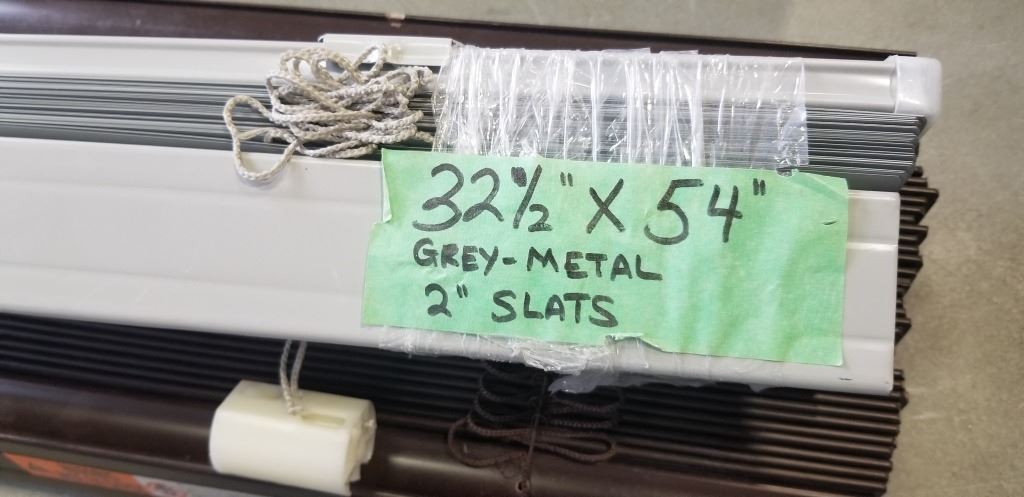 32½" X 54"
GREY-METAL
2" SLATS